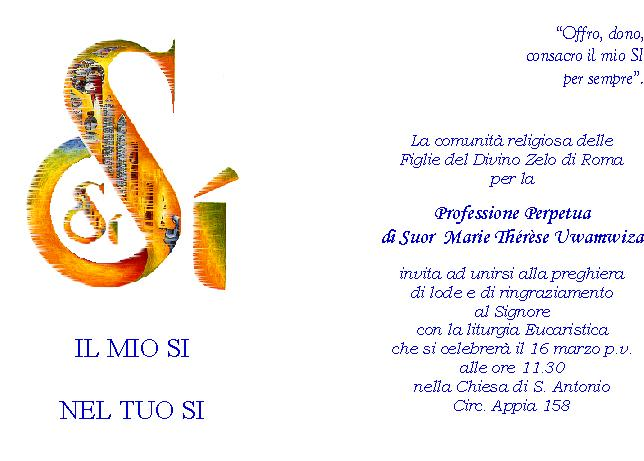 Sí
Sí
IL MIO SI
NEL TUO SI
“Offro, dono,
consacro il mio SI
per sempre”.
La comunità religiosa delle
Figlie del Divino Zelo di Roma
per la
Professione Perpetua
di Suor Marie Thérèse Uwamwiza
invita ad unirsi alla preghiera
di lode e di ringraziamento
al Signore
con la liturgia Eucaristica
che si celebrerà il 16 marzo p.v.
alle ore 11.30
nella Chiesa di S. Antonio
Circ. Appia 158